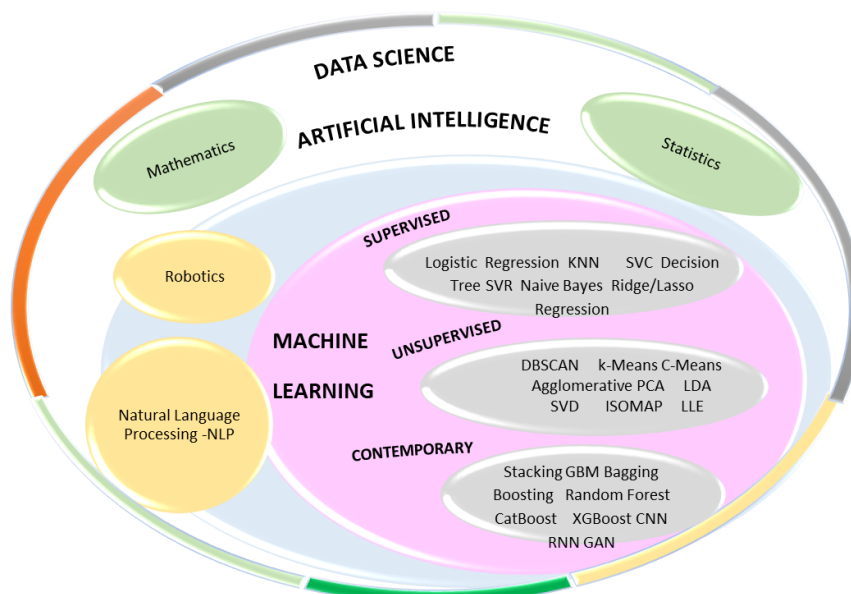 DATA SCIENCE
ARTIFICIAL INTELLIGENCE
Mathematics
Statistics
SUPERVISED
Logistic Regression KNN SVC Decision
Tree SVR Naive Bayes Ridge/Lasso
Regression
Robotics
MACHINE
LEARNING
UNSUPERVISED
DBSCAN k-Means C-Means
Agglomerative PCA LDA
SVD ISOMAP LLE
Natural Language
Processing -NLP
CONTEMPORARY
Stacking GBM Bagging
Boosting Random Forest
CatBoost XGBoost CNN
RNN GAN